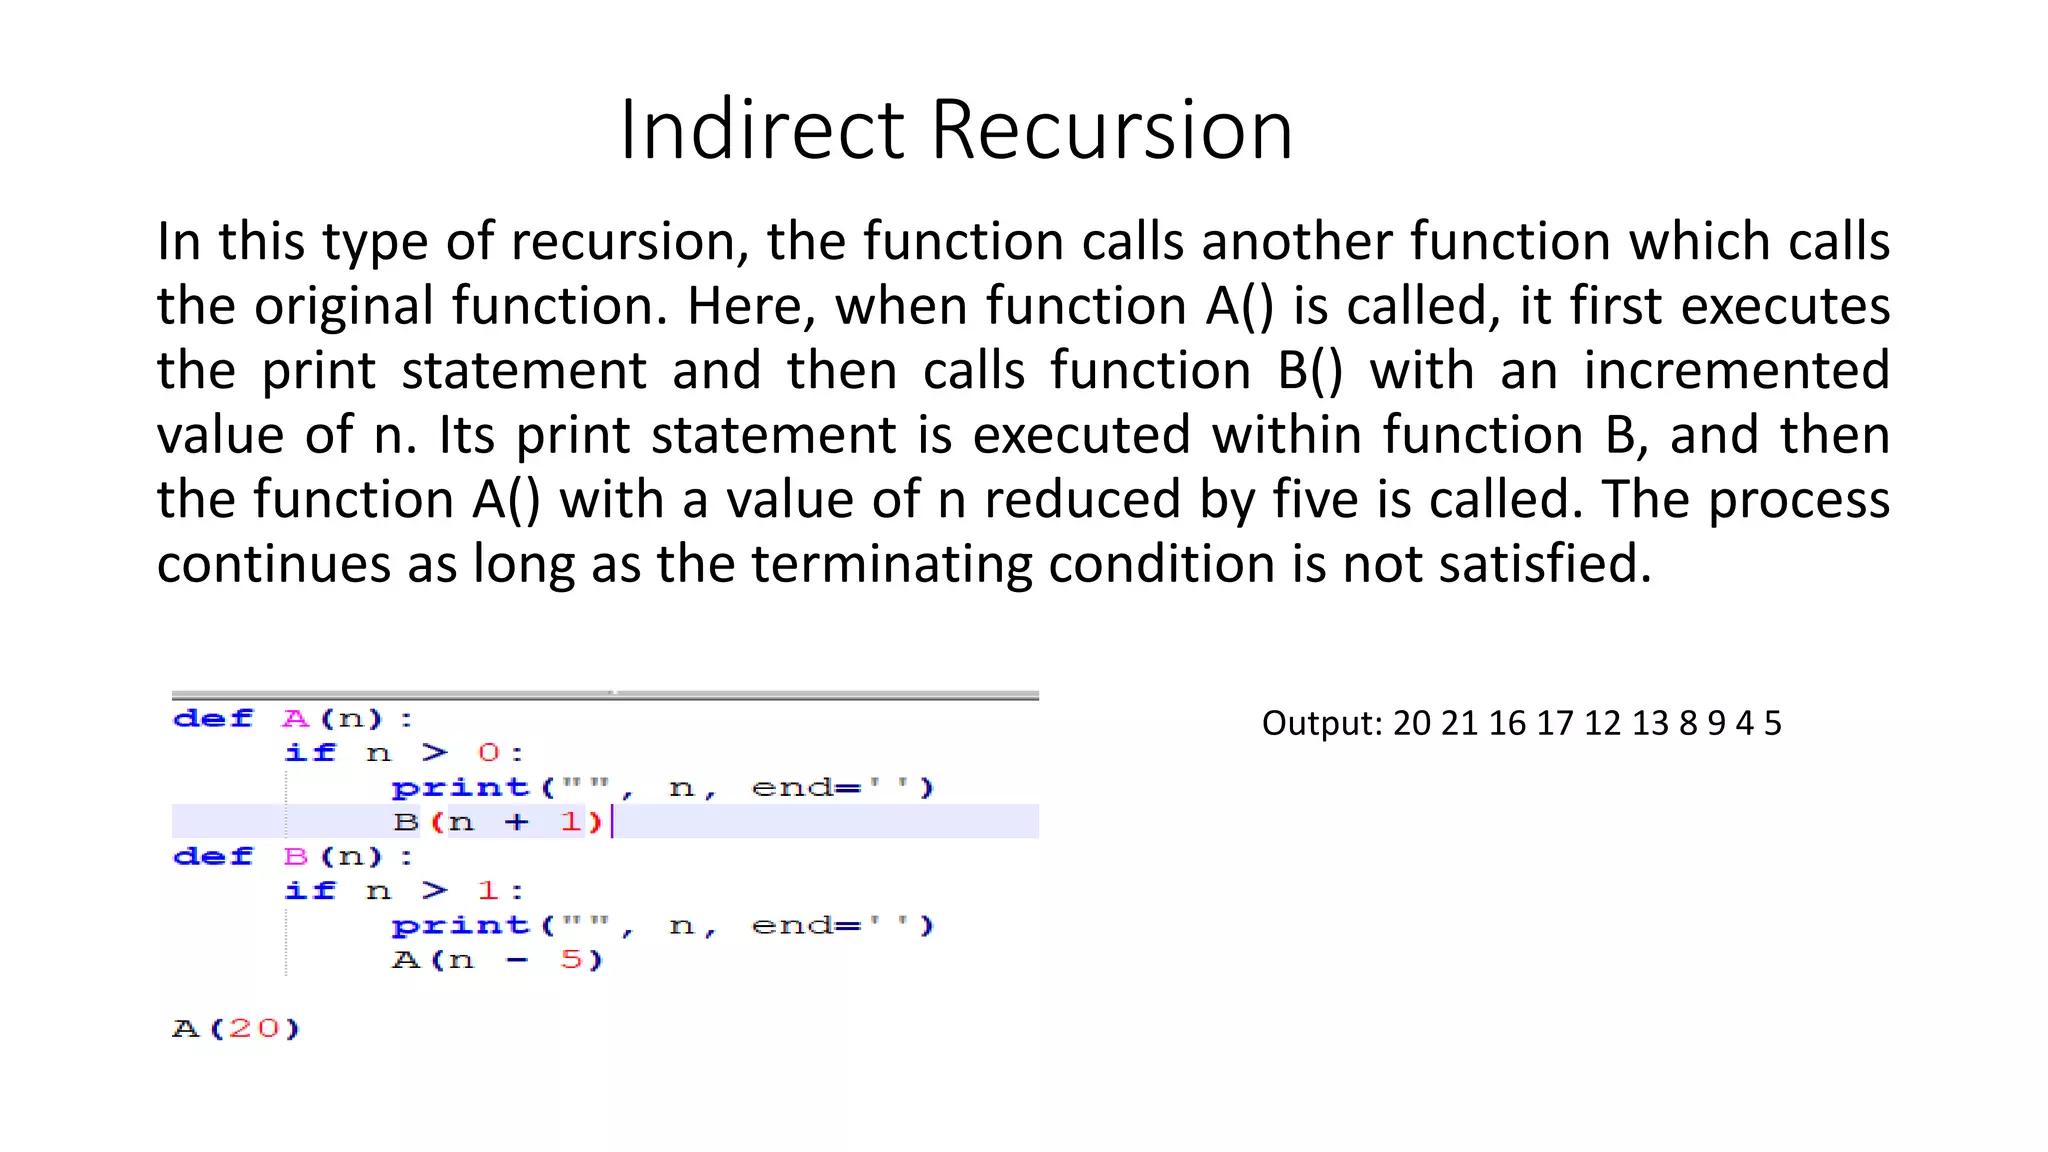 Indirect Recursion
In this type of recursion, the function calls another function which calls
the original function. Here, when function A() is called, it first executes
the print statement and then calls function B() with an incremented
value of n. Its print statement is executed within function B, and then
the function A() with a value of n reduced by five is called. The process
continues as long as the terminating condition is not satisfied.
def A(n):
    if n > 0:
        print("", n, end='')
        B(n + 1)
def B(n):
    if n > 1:
        print("", n, end='')
        A(n - 5)
A(20)
Output: 20 21 16 17 12 13 8 9 4 5